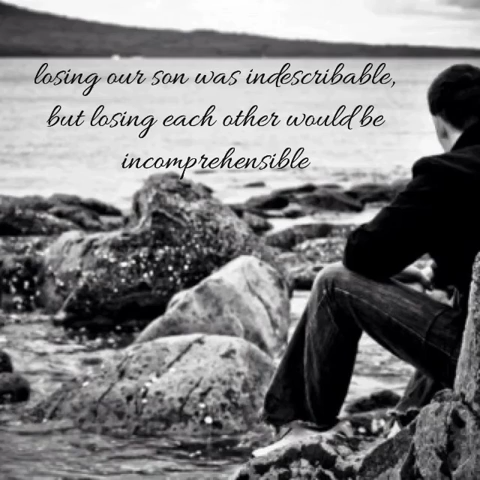 losing our son was indescribable,
but losing each other would be
incomprehensible